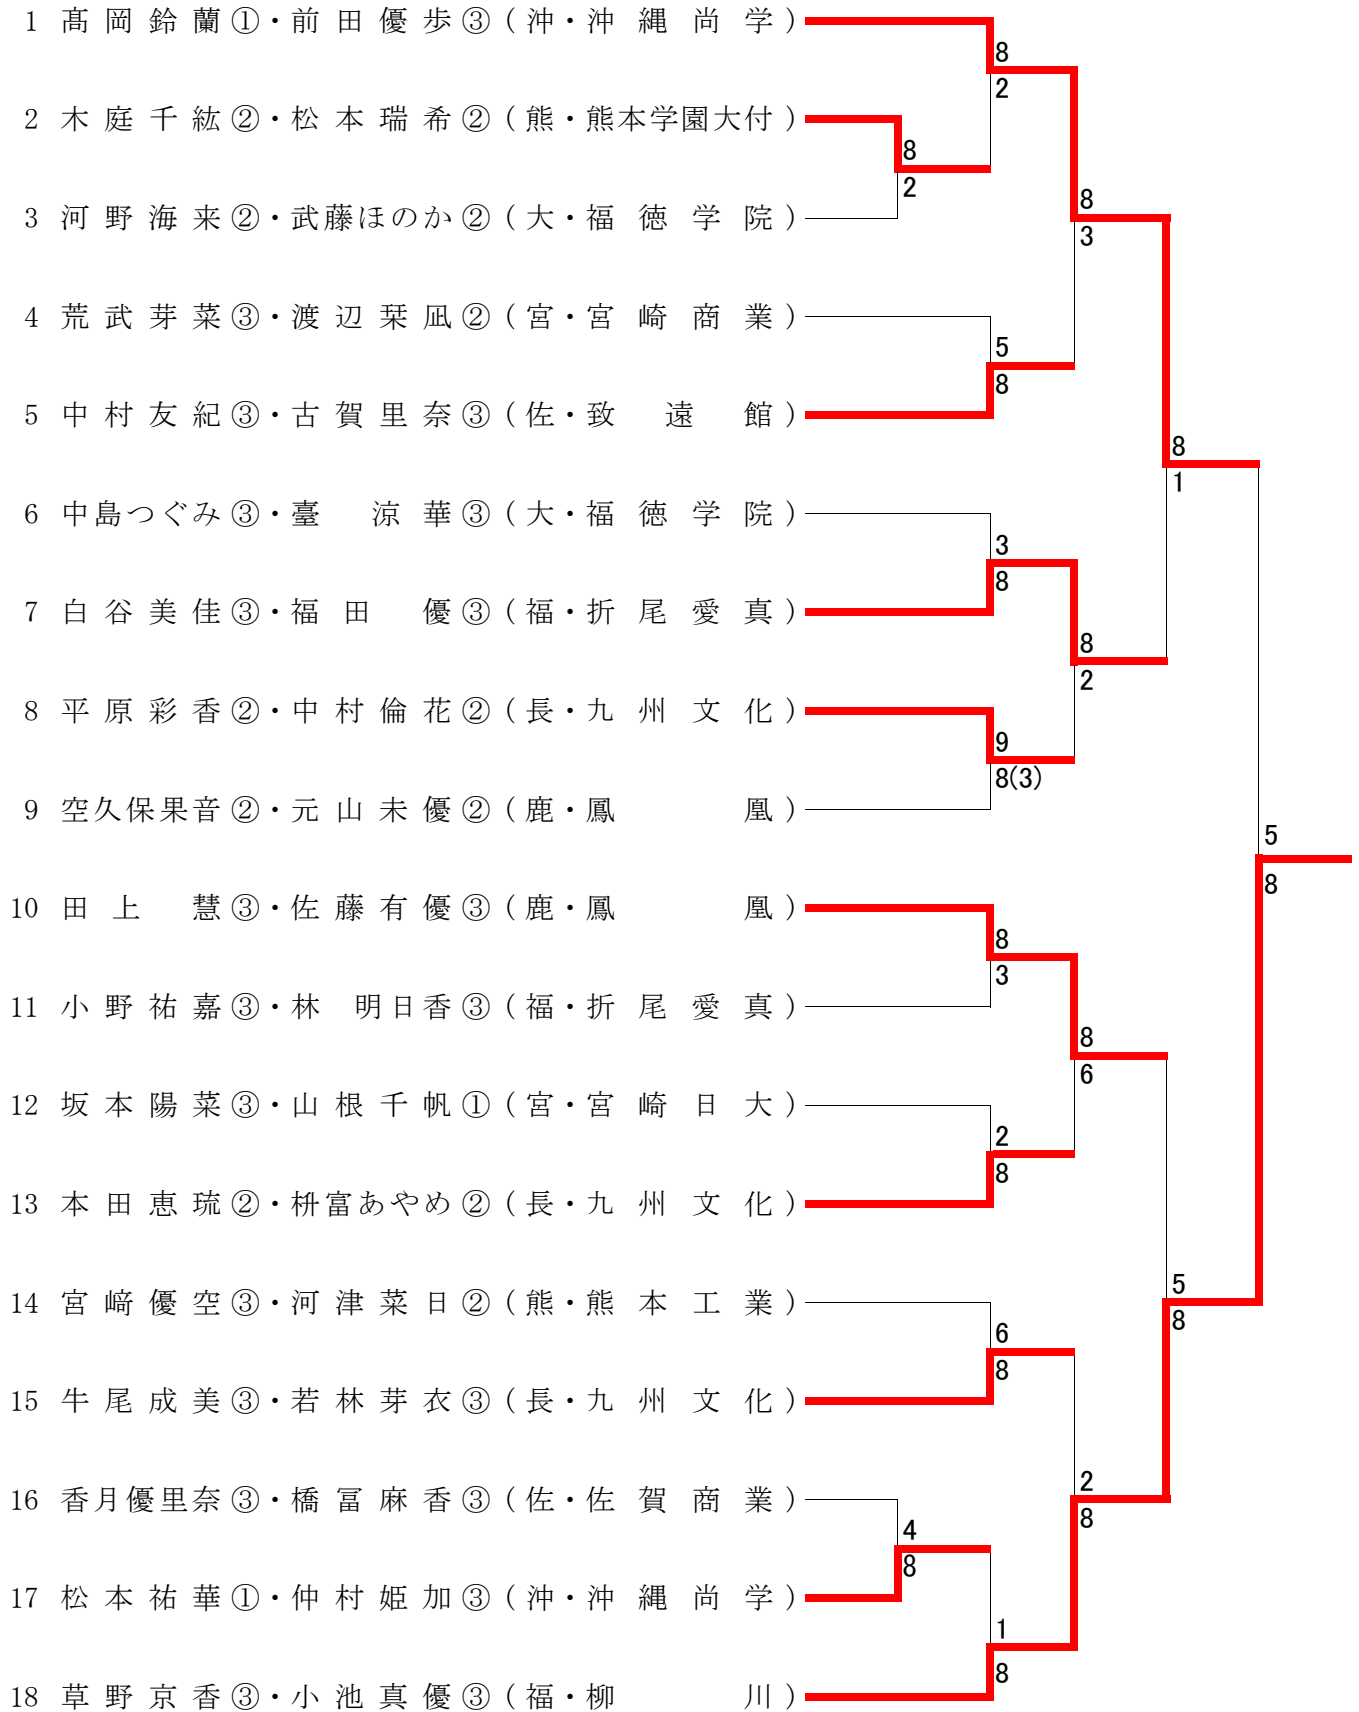 1 髙岡鈴蘭①・前田優歩③(沖・沖縄尚学)
8
2
2 木庭千紘②・松本瑞希②(熊・熊本学園大付)
8
2
3 河野海来②・武藤ほのか②(大・福徳学院)
8
3
4 荒武芽菜③・渡辺栞凪②(宮・宮崎商業)
5
8
5 中村友紀③・古賀里奈③(佐・致遠館)
8
1
6 中島つぐみ③・臺涼華③(大・福徳学院)
3
8
7 白谷美佳③・福田優③(福・折尾愛真)
8
2
8 平原彩香②・中村倫花②(長・九州文化)
9
8(3)
9 空久保果音②・元山未優②(鹿・鳳凰)
5
8
10 田上慧③・佐藤有優③(鹿・鳳凰)
8
3
11 小野祐嘉③・林明日香③(福・折尾愛真)
8
6
12 坂本陽菜③・山根千帆①(宮・宮崎日大)
2
8
13 本田恵琉②・枡富あやめ②(長・九州文化)
5
8
14 宮﨑優空③・河津菜日②(熊・熊本工業)
6
8
15 牛尾成美③・若林芽衣③(長・九州文化)
2
8
16 香月優里奈③・橋冨麻香③(佐・佐賀商業)
4
8
17 松本祐華①・仲村姫加③(沖・沖縄尚学)
1
8
18 草野京香③・小池真優③(福・柳川)